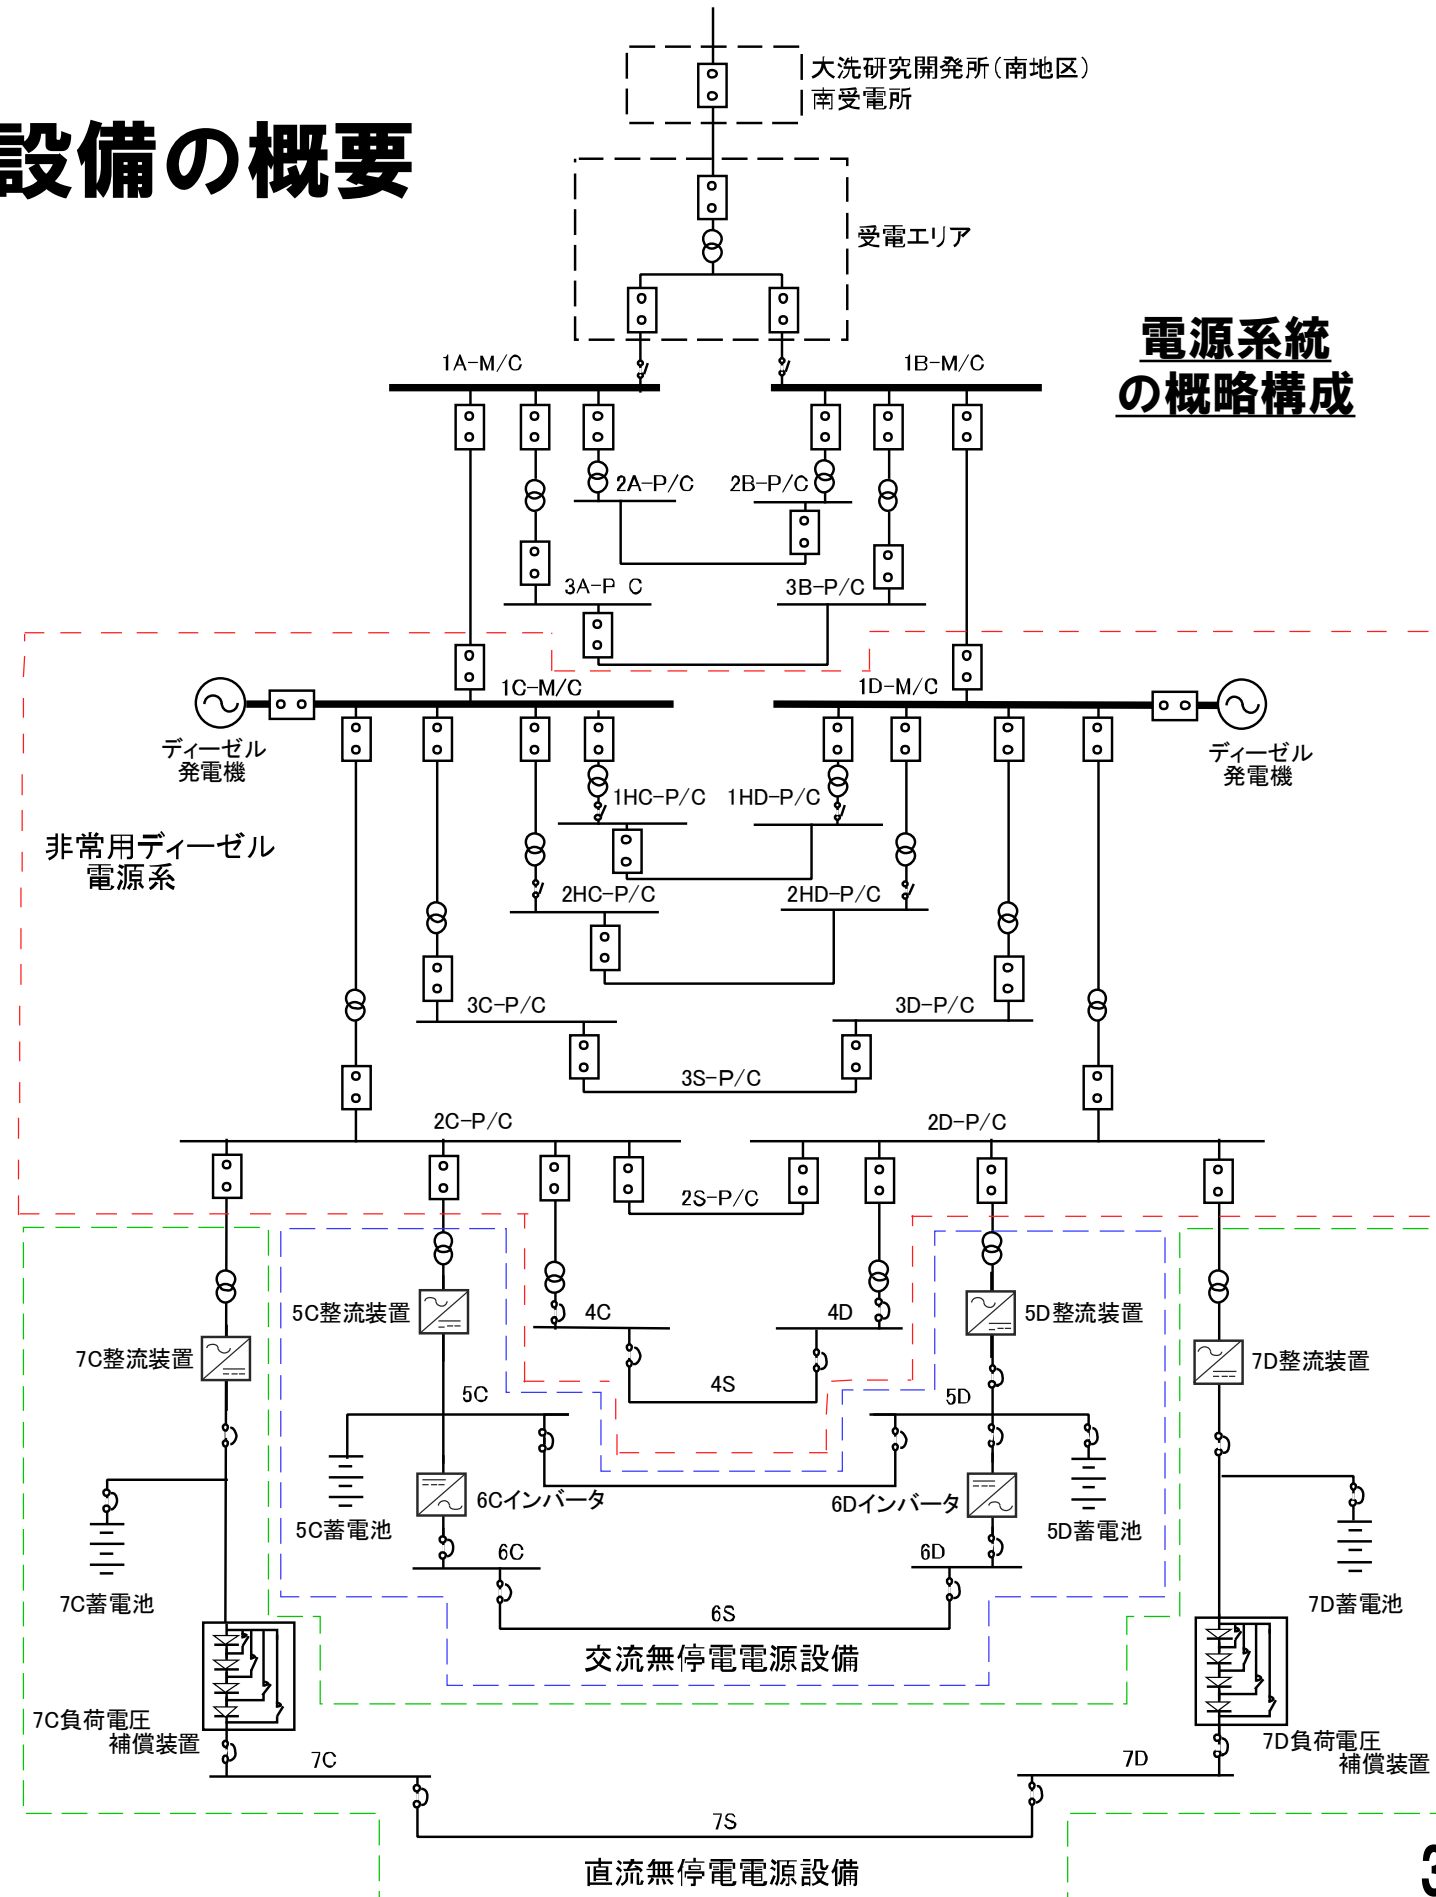 大洗研究開発所(南地区)
南受電所
設備の概要
受電エリア
電源系統
の概略構成
1A-M/C
1B-M/C
2A-P/C
2B-P/C
3A-P C
3B-P/C
1C-M/C
1D-M/C
ディーゼル
発電機
ディーゼル
発電機
1HC-P/C
1HD-P/C
非常用ディーゼル
電源系
2HC-P/C
2HD-P/C
3C-P/C
3D-P/C
3S-P/C
2C-P/C
2D-P/C
2S-P/C
5C整流装置
4C
4D
5D整流装置
7C整流装置
7D整流装置
4S
5C
5D
6Cインバータ
6Dインバータ
5C蓄電池
5D蓄電池
6C
6D
7C蓄電池
7D蓄電池
6S
交流無停電電源設備
7C負荷電圧
補償装置
7D負荷電圧
補償装置
7C
7D
7S
直流無停電電源設備